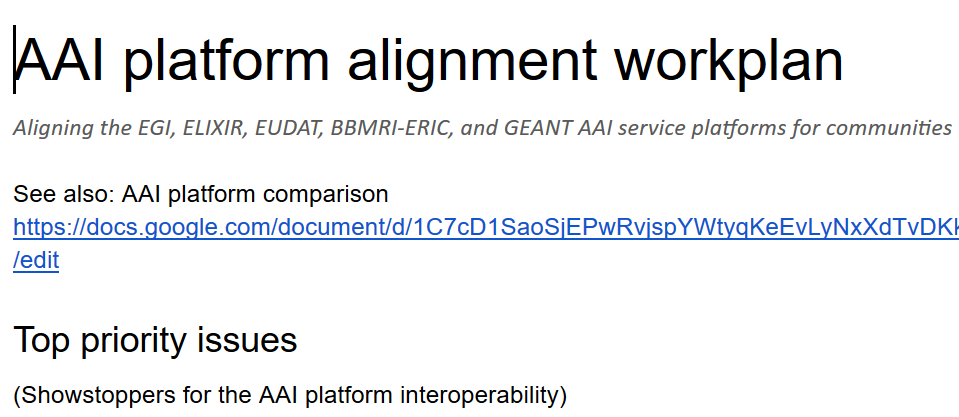 AAI platform alignment workplan
Aligning the EGI, ELIXIR, EUDAT, BBMRI-ERIC, and GEANT AAI service platforms for communities
See also: AAI platform comparison
https://docs.google.com/document/d/1C7cD1SaoSjEPwRvjspYWtyqKeEvLyNxXdTvDK
/edit
Top priority issues
(Showstoppers for the AAI platform interoperability)